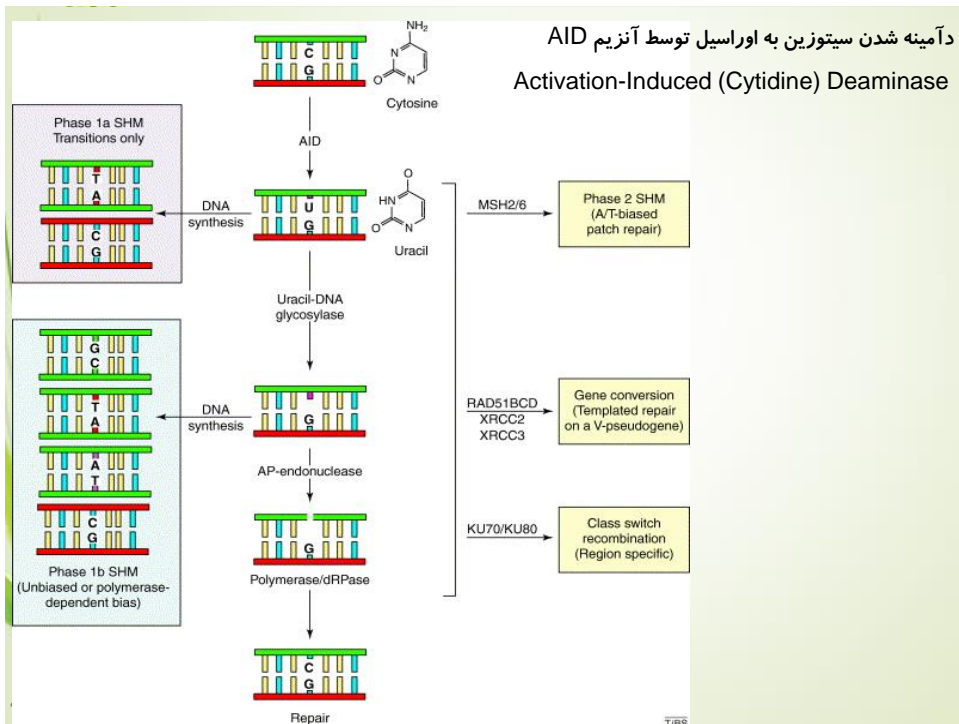 دآمینه شدن سیتوزین به اوراسیل توسط آنزیم AID
Activation-Induced (Cytidine) Deaminase
NH₂
C
N
G
O
N
Cytosine
AID
Phase 1a SHM
Transitions only
T
A
C
G
DNA
synthesis
U
G
O
HN
O
N
Uracil
MSH2/6
Phase 2 SHM
(A/T-biased
patch repair)
Uracil-DNA
glycosylase
G
C
T
A
A
T
C
G
Phase 1b SHM
(Unbiased or polymerase-
dependent bias)
DNA
synthesis
G
AP-endonuclease
G
Polymerase/dRPase
C
G
Repair
RAD51BCD
XRCC2
XRCC3
Gene conversion
(Templated repair
on a V-pseudogene)
KU70/KU80
Class switch
recombination
(Region specific)